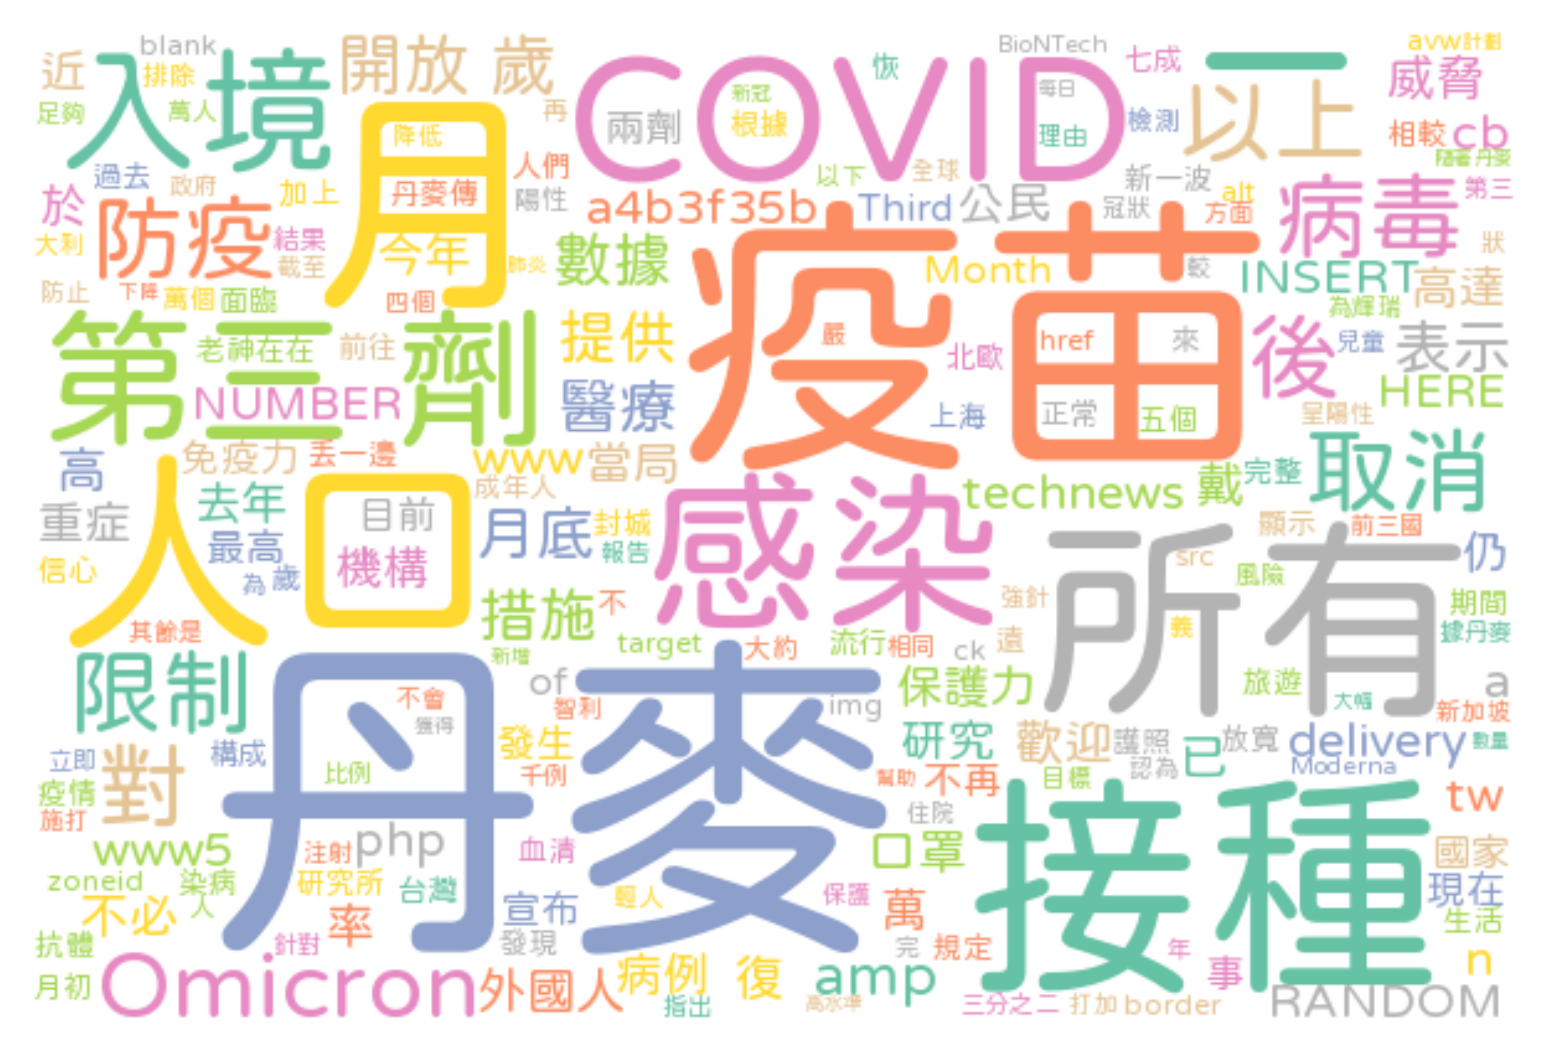 近
blank
排除
足夠
萬人
入境
開放
歲
再
COVID
BioNTech
七成
一
avw計劃
威脅
恢
新冠
每日
兩劑
根據
理由
檢測
以上
相較
cb
隨著丹麥
月
降低
丹麥傳
今年
人們
陽性
以下
全球
新一波
於
過去
政府
加上
a4b3f35b
Third
公民
冠狀
alt
方面
病毒
第三
大利
防疫
結果
截至
肺炎
數據
疫苗
Month
較
INSERT
狀
高達
防止
下降
萬個
面臨
四個
為輝瑞
第三劑
老神在在
前往
提供
嚴
href
來
北歐
後
兒童
表示
NUMBER
醫療
上海
正常
五個
HERE
呈陽性
高
免疫力
丟一邊
www
當局
成年人
technews
戴
完整
取消
重症
去年
人口
目前
月底
封城
感染
顯示
前三國
最高
機構
報告
所有
src
仍
信心
為
歲
風險
其餘是
措施
不
強針
義
期間
target
大約
流行
相同
ck
遠
據丹麥
新增
限制
丹麥
不會
獲得
of
智利
img
保護力
旅遊
a
大幅
新加坡
立即
對
構成
發生
研究
歡迎
護照
已
放寬
delivery
數量
認為
Moderna
疫情
比例
千例
幫助
不再
目標
施打
住院
接種
tw
www5
注射
php
血清
口罩
國家
zoneid
染病
研究所
台灣
輕人
保護
現在
不必
人
率
宣布
萬
生活
抗體
針對
發現
完
規定
年
月初
Omicron
外國人
病例
復
amp
事
n
指出
高水準
三分之二
打加
border
RANDOM